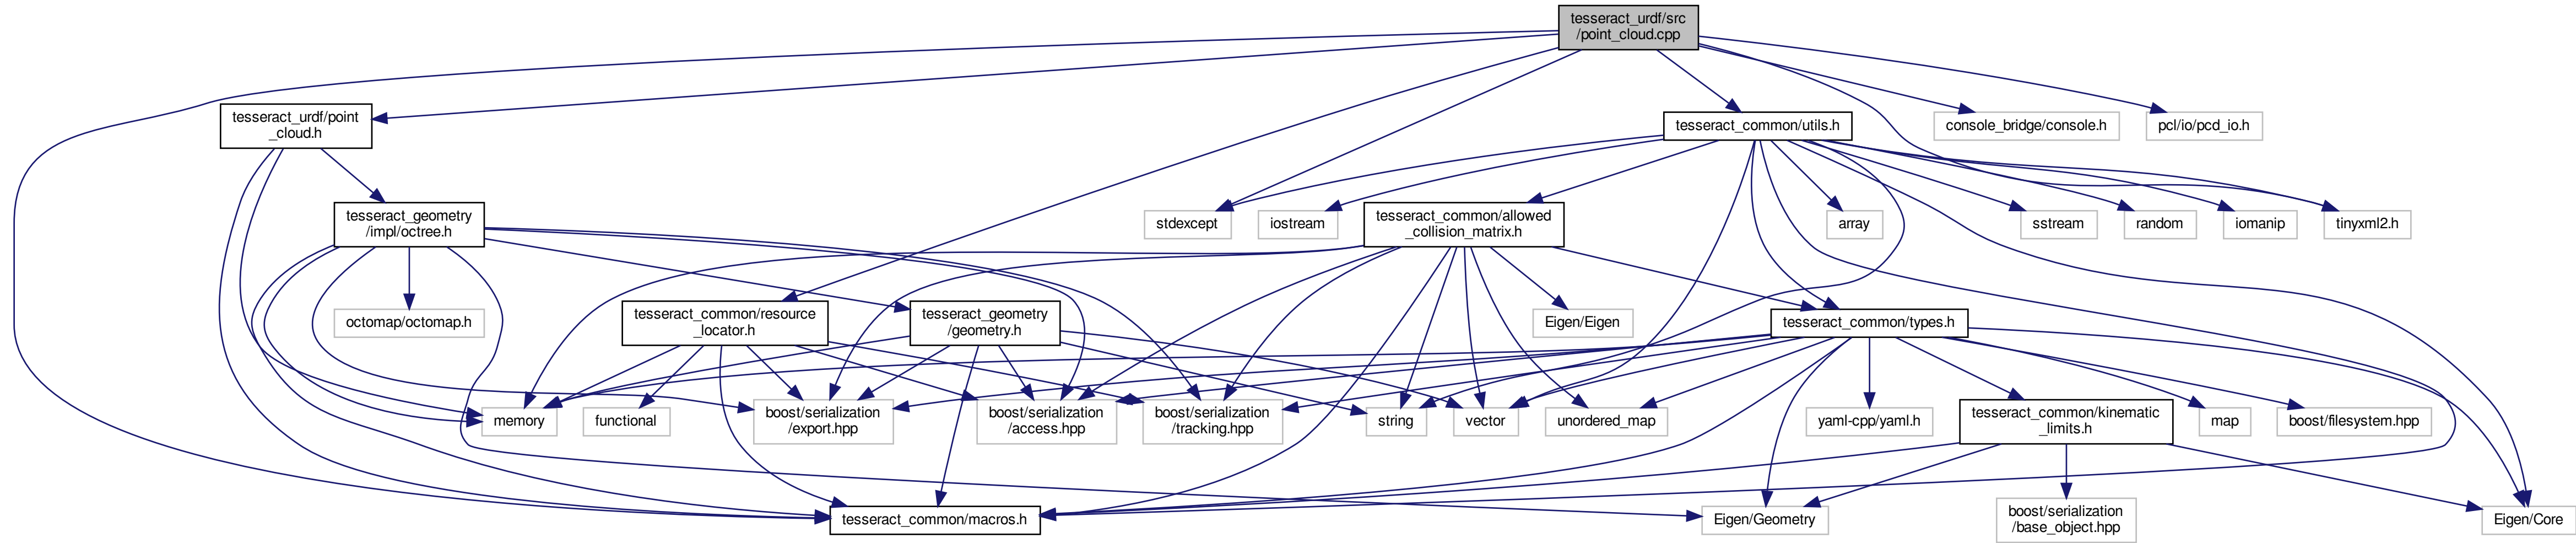 tesseract_urdf/src
/point_cloud.cpp
tesseract_urdf/point
_cloud.h
tesseract_common/utils.h
console_bridge/console.h
pcl/io/pcd_io.h
tesseract_geometry
/impl/octree.h
stdexcept
iostream
tesseract_common/allowed
_collision_matrix.h
array
sstream
random
iomanip
tinyxml2.h
octomap/octomap.h
tesseract_common/resource
_locator.h
tesseract_geometry
/geometry.h
Eigen/Eigen
tesseract_common/types.h
memory
functional
boost/serialization
/export.hpp
boost/serialization
/access.hpp
boost/serialization
/tracking.hpp
string
vector
unordered_map
yaml-cpp/yaml.h
tesseract_common/kinematic
_limits.h
map
boost/filesystem.hpp
tesseract_common/macros.h
Eigen/Geometry
boost/serialization
/base_object.hpp
Eigen/Core